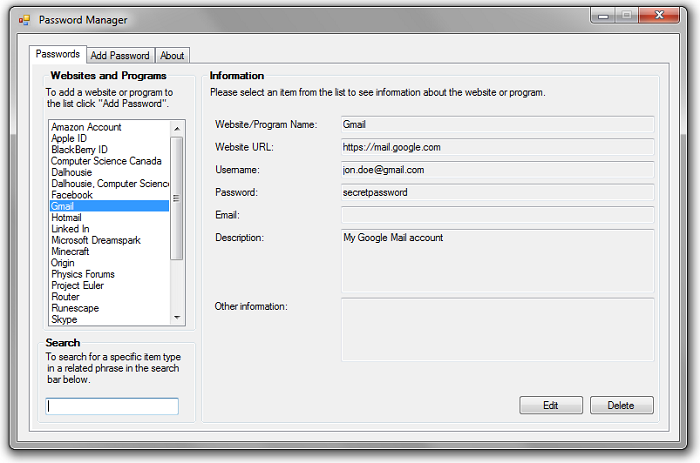 Password Manager
Passwords
Add Password
About
Websites and Programs
To add a website or program to
the list click "Add Password".
Amazon Account
Apple ID
BlackBerry ID
Computer Science Canada
Dalhousie
Dalhousie, Computer Science
Facebook
Gmail
Hotmail
Linked In
Microsoft Dreamspark
Minecraft
Origin
Physics Forums
Project Euler
Router
Runescape
Skype
Search
To search for a specific item type
in a related phrase in the search
bar below.
Information
Please select an item from the list to see information about the website or program.
Website/Program Name: Gmail
Website URL: https://mail.google.com
Username: jon.doe@gmail.com
Password: secretpassword
Email:
Description: My Google Mail account
Other information:
Edit
Delete